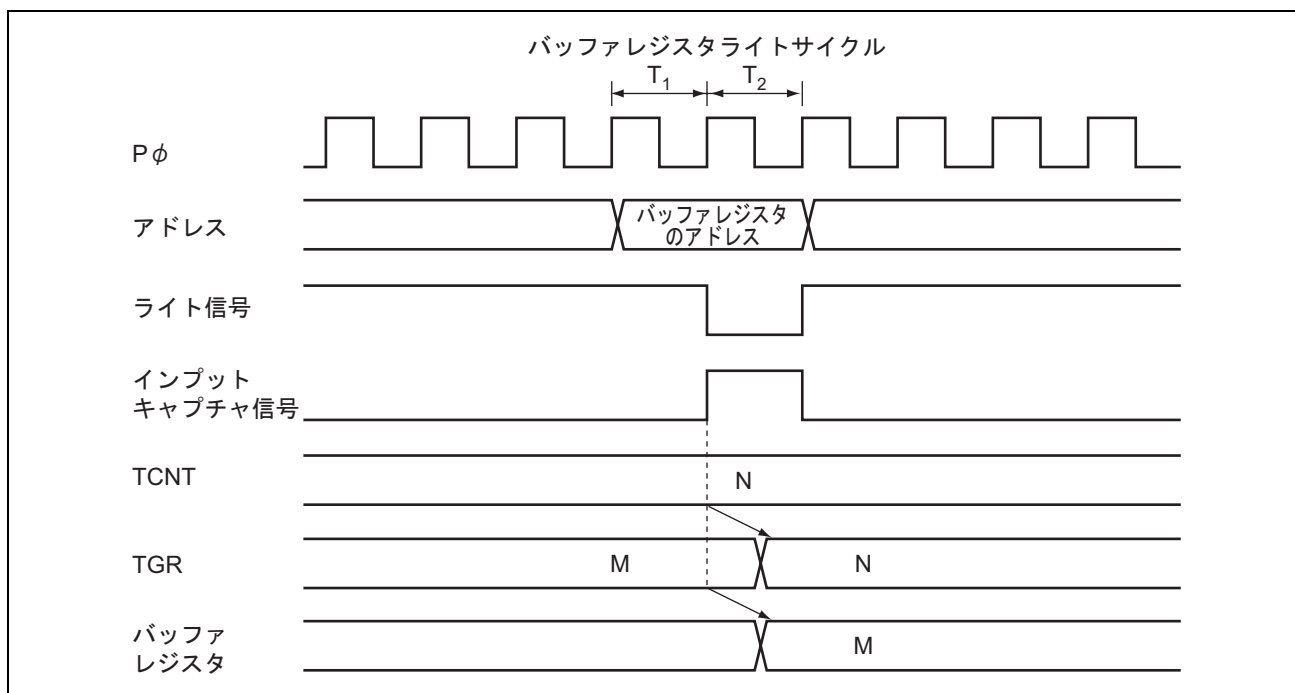 バッファレジスタライトサイクル
T1 T2
Pφ
アドレス
バッファレジスタ
のアドレス
ライト信号
インプット
キャプチャ信号
TCNT
N
TGR
M N
バッファ
レジスタ
M